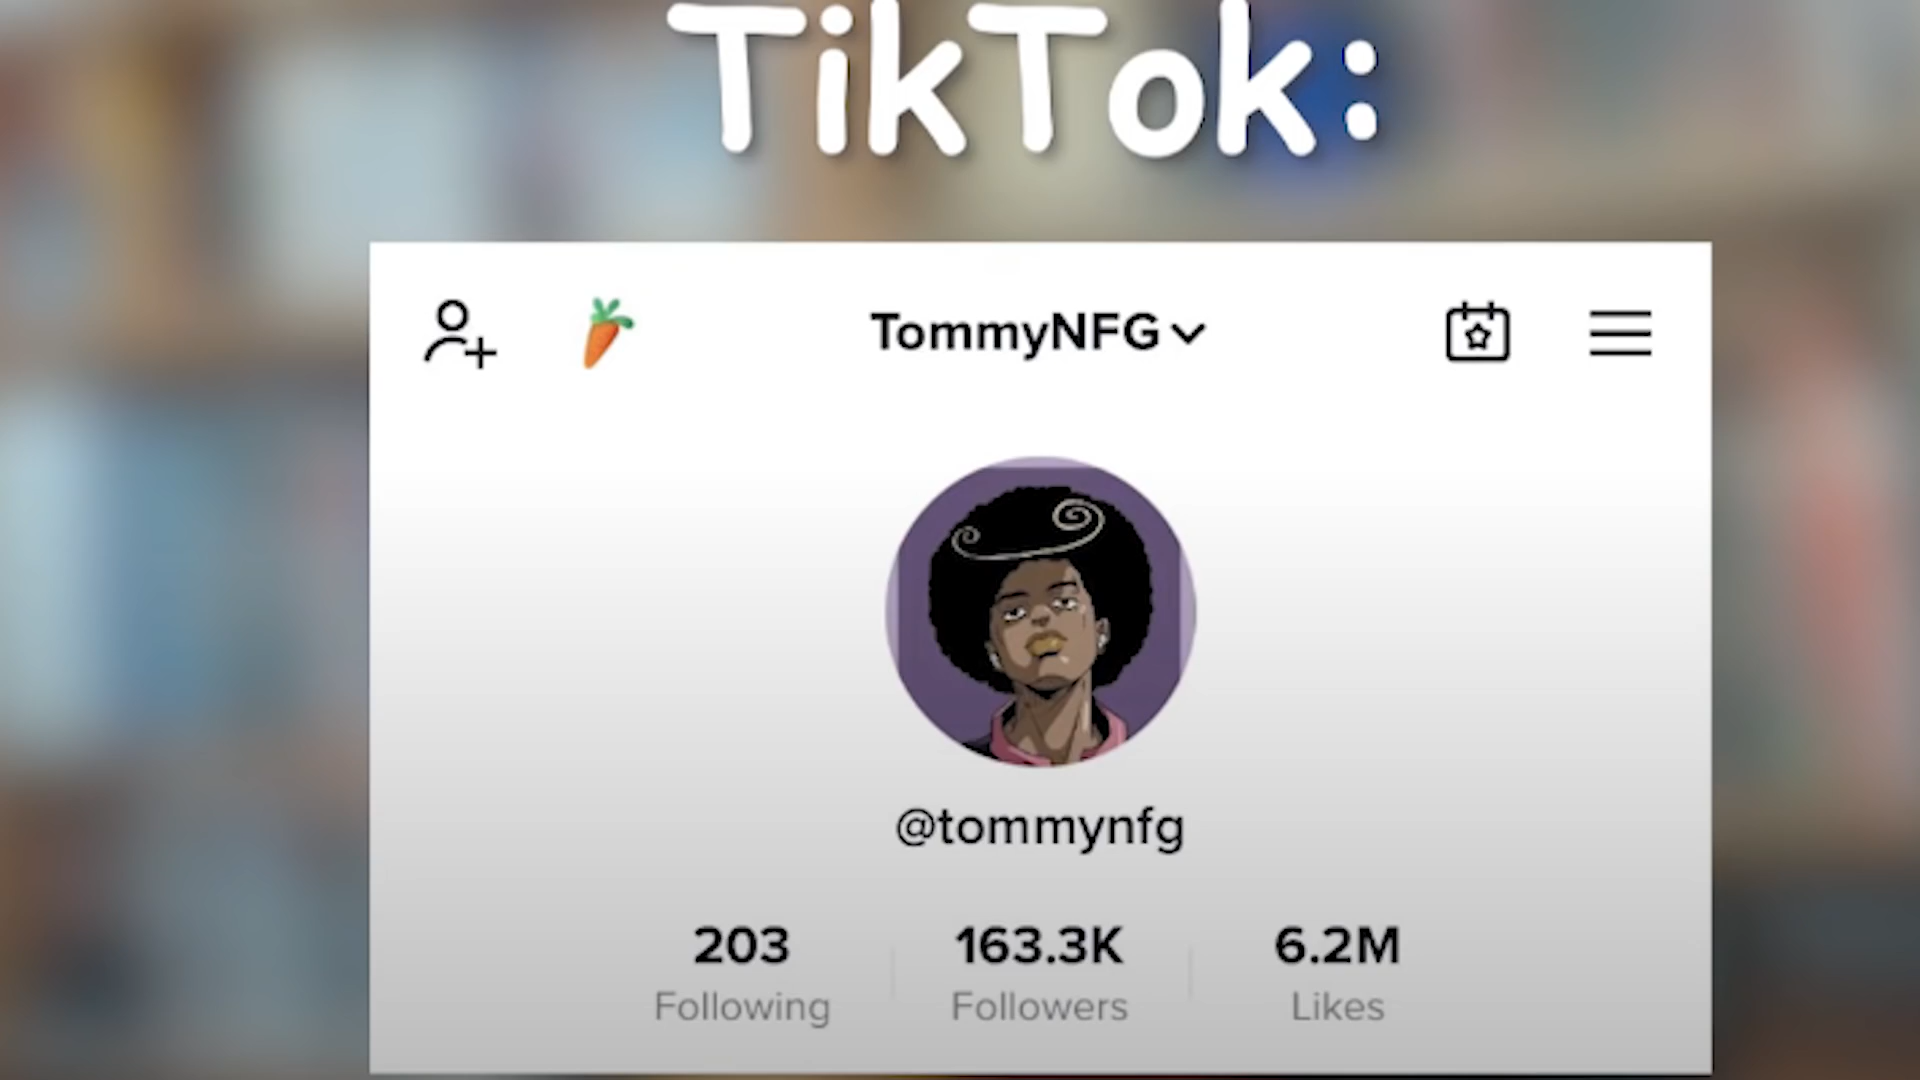 TikTok:
TommyNFG
@tommynfg
203 163.3K 6.2M
Following Followers Likes